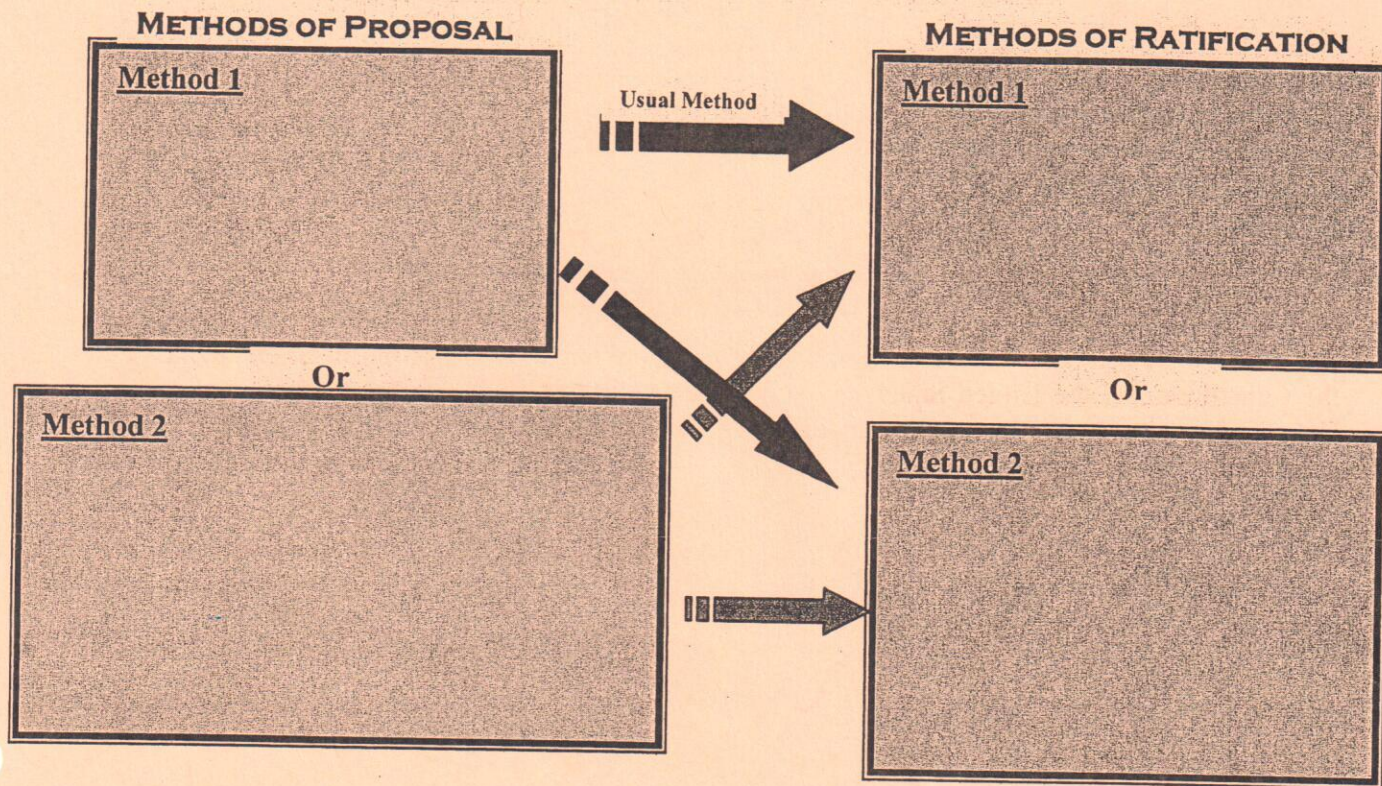 METHODS OF PROPOSAL
Method 1
Or
Method 2
Usual Method
METHODS OF RATIFICATION
Method 1
Or
Method 2